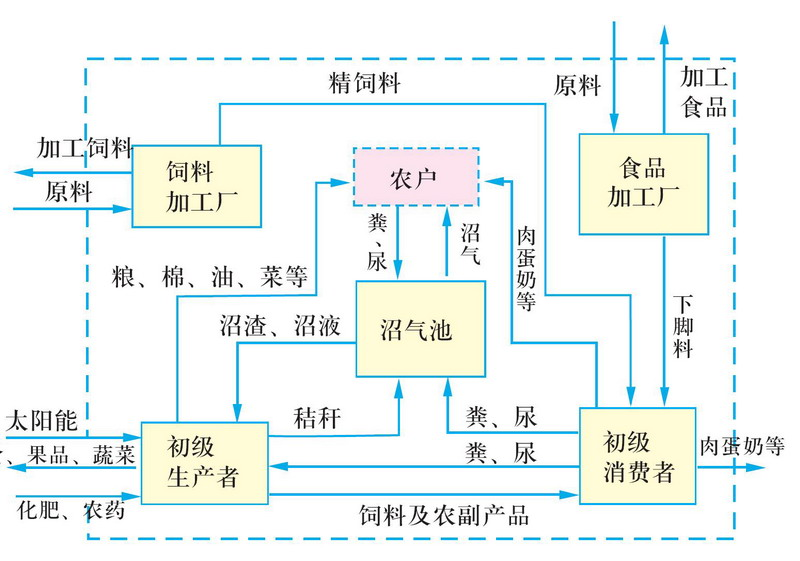 精饲料
原料
加工
食品
加工饲料
原料
饲料
加工厂
农户
食品
加工厂
粪、尿
沼气
肉蛋奶等
粮、棉、油、菜等
下脚料
沼渣、沼液
沼气池
太阳能
秸秆
粪、尿
初级
生产者
初级
消费者
、果品、蔬菜
粪、尿
肉蛋奶等
化肥、农药
饲料及农副产品